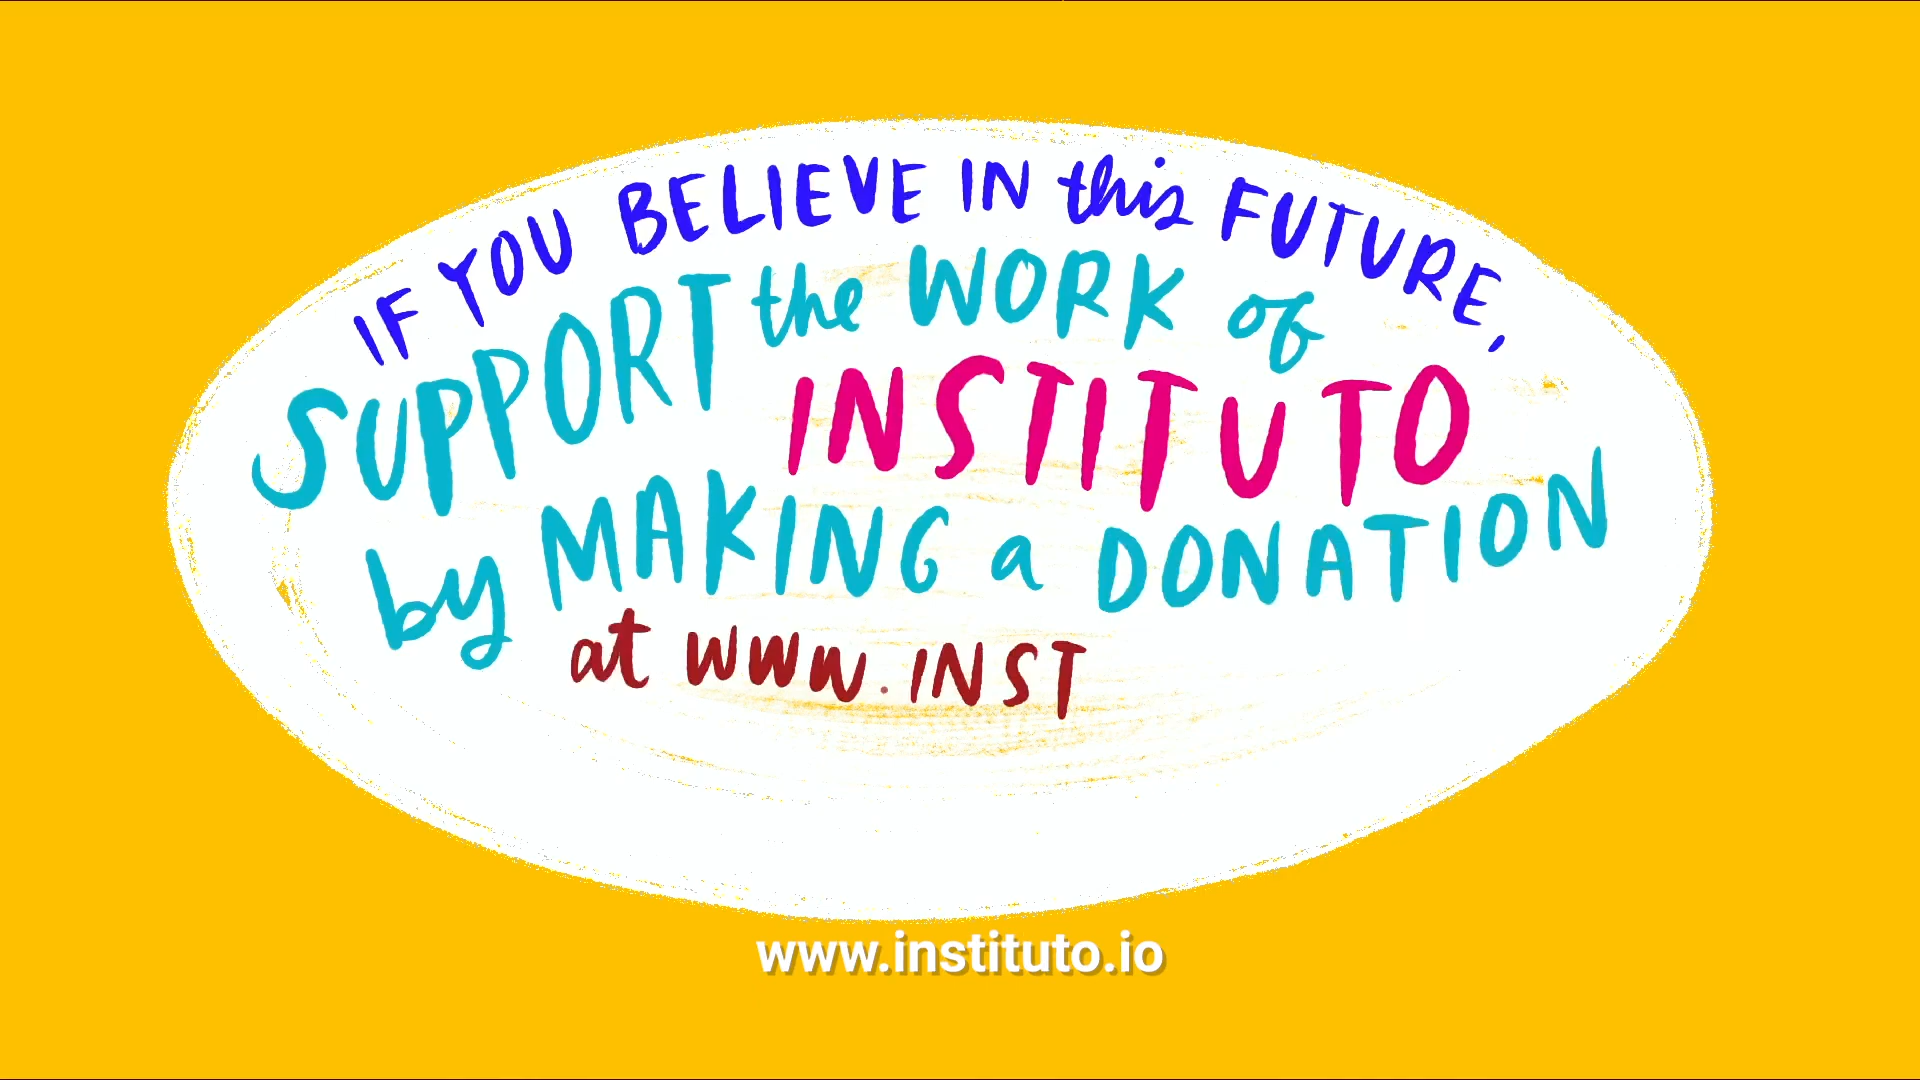 IF YOU BELIEVE IN this FUTURE,
SUPPORT the WORK of
INSTITUTO
by MAKING a DONATION
at WWW.INST
www.instituto.io